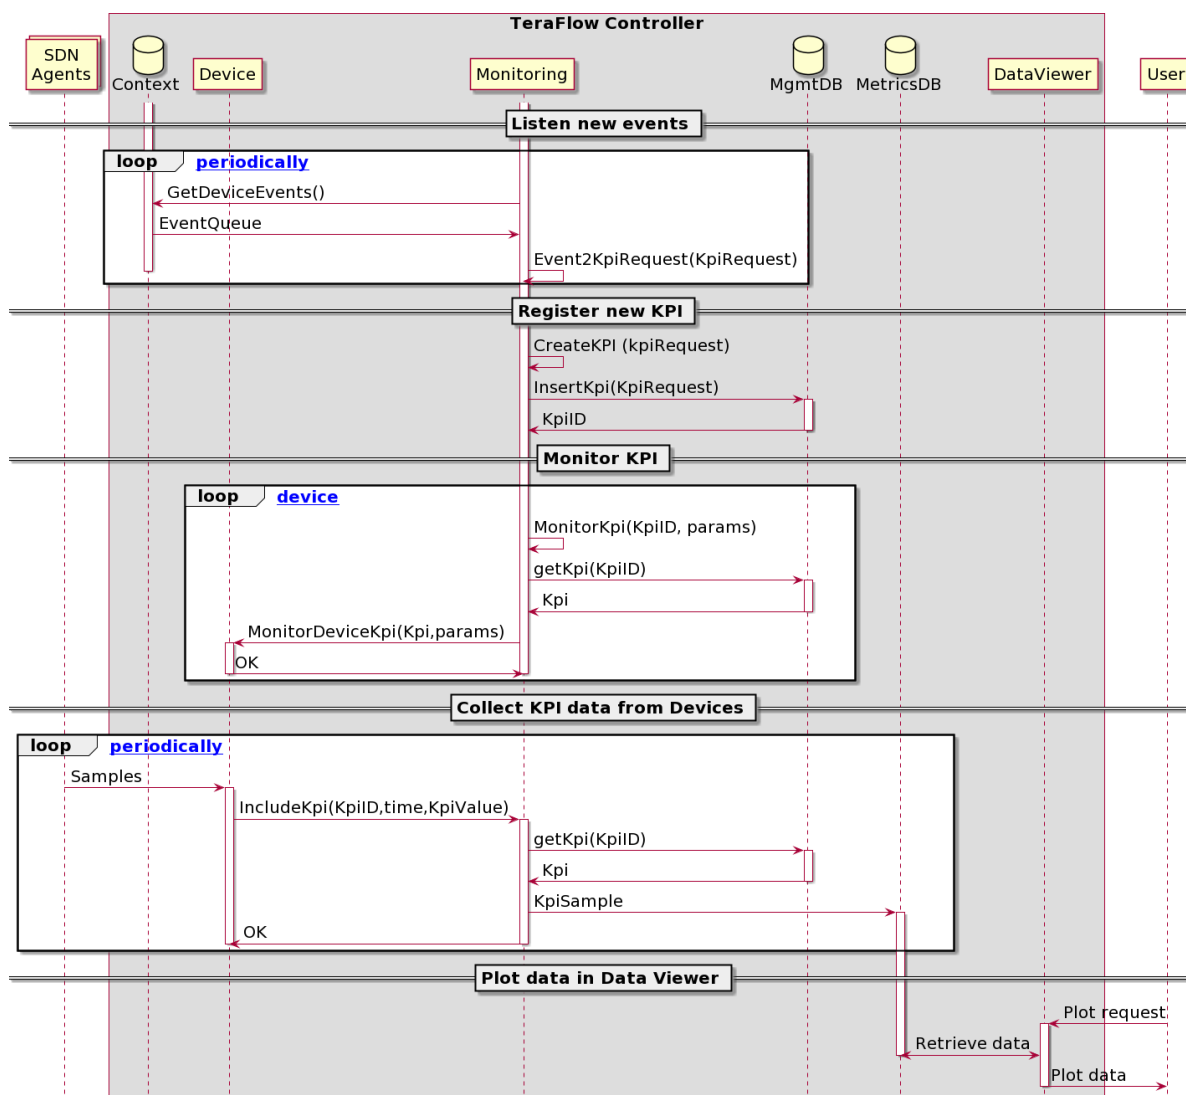 TeraFlow Controller
SDN
Agents
Context
Device
Monitoring
MgmtDB
MetricsDB
DataViewer
User
Listen new events
loop
periodically
GetDeviceEvents()
EventQueue
Event2KpiRequest(KpiRequest)
Register new KPI
CreateKPI (kpiRequest)
InsertKpi(KpiRequest)
KpiID
Monitor KPI
loop
device
MonitorKpi(KpiID, params)
getKpi(KpiID)
Kpi
MonitorDeviceKpi(Kpi,params)
OK
Collect KPI data from Devices
loop
periodically
Samples
IncludeKpi(KpiID,time,KpiValue)
getKpi(KpiID)
Kpi
KpiSample
OK
Plot data in Data Viewer
Plot request
Retrieve data
Plot data